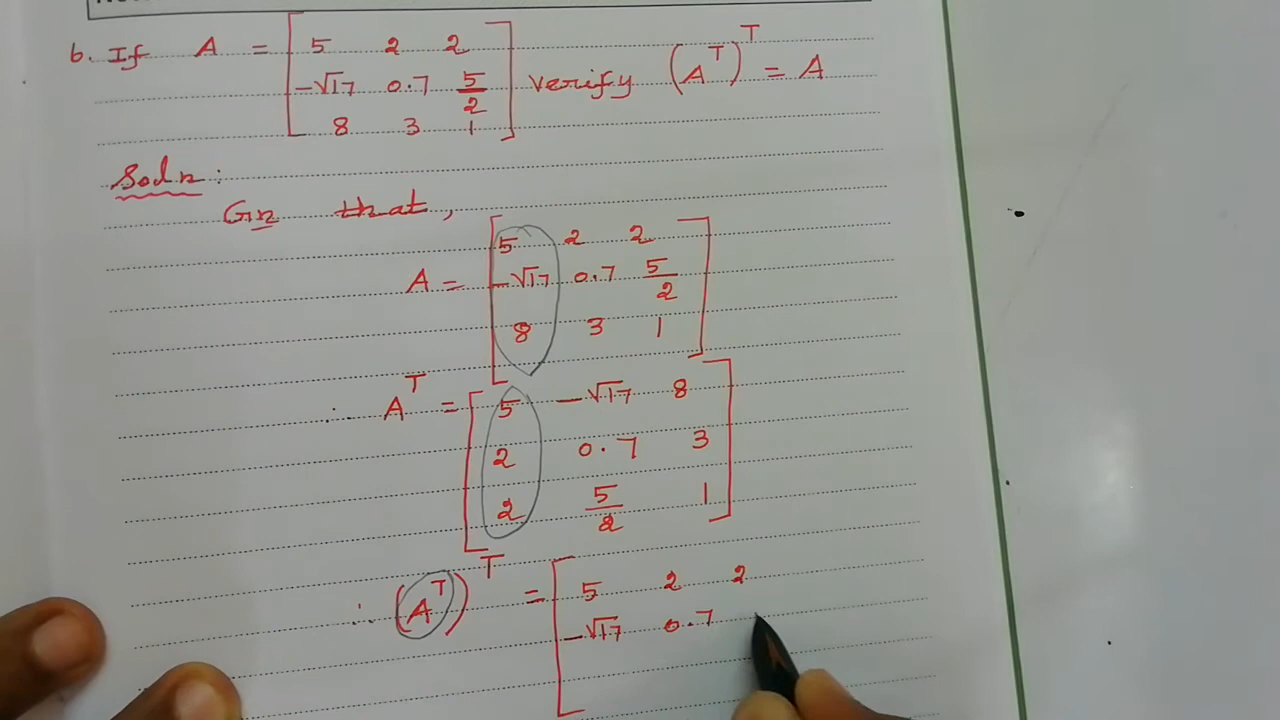 6. If A = [ 5 2 2
-√17 0.7 5/2
8 3 1 ] verify (A^T)^T = A
Soln:
Gn that,
A = [ 5 2 2
-√17 0.7 5/2
8 3 1 ]
∴ A^T = [ 5 -√17 8
2 0.7 3
2 5/2 1 ]
∴ (A^T)^T = [ 5 2 2
-√17 0.7